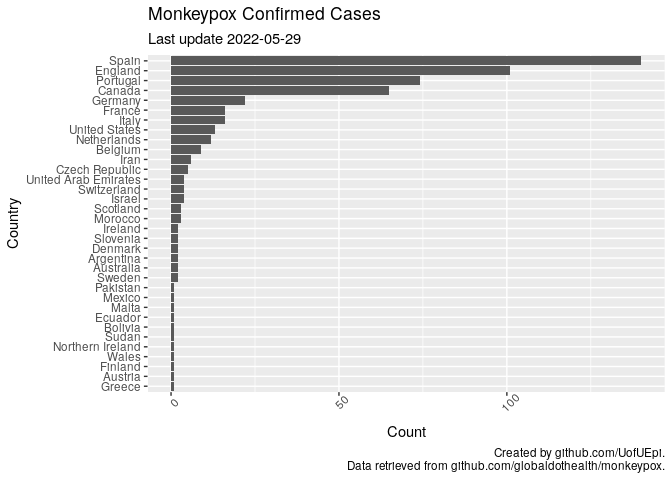 Monkeypox Confirmed Cases
Last update 2022-05-29
Spain
England
Portugal
Canada
Germany
France
Italy
United States
Netherlands
Belgium
Iran
Czech Republic
United Arab Emirates
Switzerland
Israel
Scotland
Morocco
Ireland
Slovenia
Denmark
Argentina
Australia
Sweden
Pakistan
Mexico
Malta
Ecuador
Bolivia
Sudan
Northern Ireland
Wales
Finland
Austria
Greece
Country
0
50
100
Count
Created by github.com/UofUEpi.
Data retrieved from github.com/globaldothealth/monkeypox.